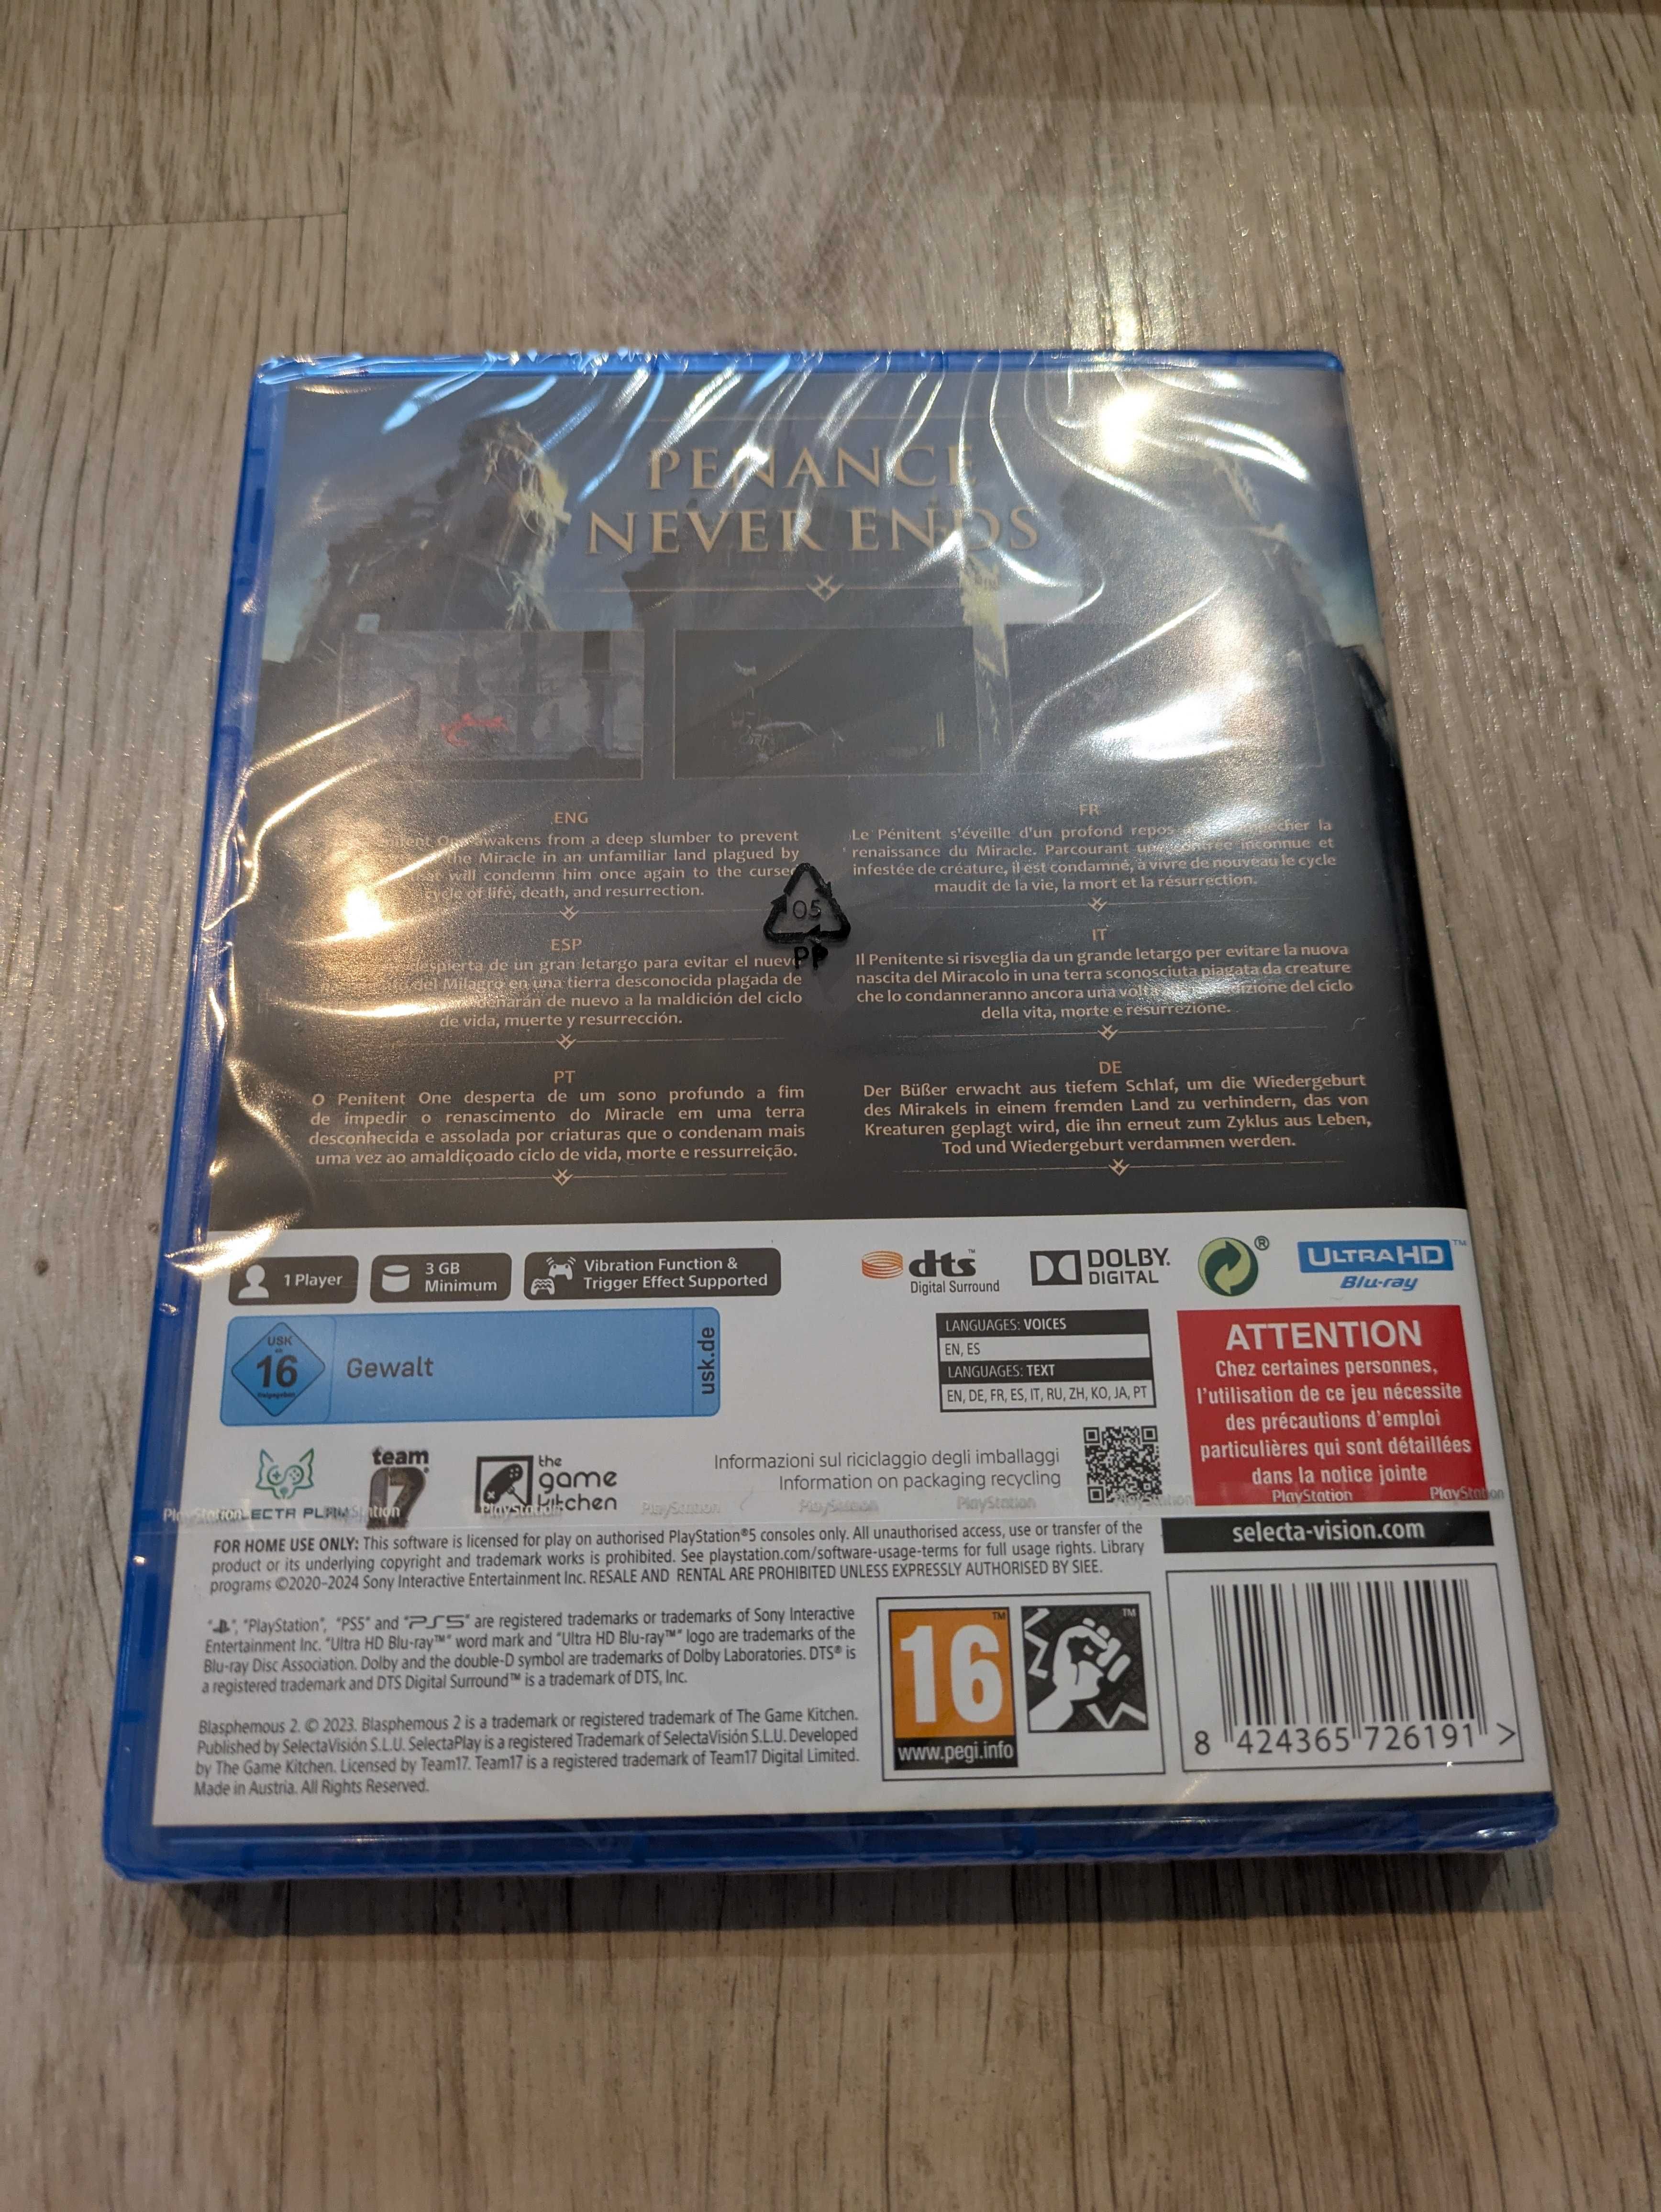 PENANCE
NEVER ENDS
ENG
awakens from a deep slumber to prevent
the Miracle in an unfamiliar land plagued by
will condemn him once again to the cursed
cycle of life, death, and resurrection.
FR
Le Pénitent s'éveille d'un profond repos
renaissance du Miracle. Parcourant une contrée inconnue et
infestée de créature, il est condamné, à vivre de nouveau le cycle
maudit de la vie, la mort et la résurrection.
05
PP
ESP
despierta de un gran letargo para evitar el nuevo
del Milagro en una tierra desconocida plagada de
de nuevo a la maldición del ciclo
de vida, muerte y resurrección.
IT
Il Penitente si risveglia da un grande letargo per evitare la nuova
nascita del Miracolo in una terra sconosciuta piagata da creature
che lo condanneranno ancora una volta del ciclo
della vita, morte e resurrezione.
PT
O Penitent One desperta de um sono profundo a fim
de impedir o renascimento do Miracle em uma terra
desconhecida e assolada por criaturas que o condenam mais
uma vez ao amaldiçoado ciclo de vida, morte e ressurreição.
DE
Der Büßer erwacht aus tiefem Schlaf, um die Wiedergeburt
des Mirakels in einem fremden Land zu verhindern, das von
Kreaturen geplagt wird, die ihn erneut zum Zyklus aus Leben,
Tod und Wiedergeburt verdammen werden.
1 Player
3 GB
Minimum
Vibration Function &
Trigger Effect Supported
dts™
Digital Surround
DOLBY.
DIGITAL
®
ULTRA HD™
Blu-ray
USK
ab
16
freigegeben
Gewalt
usk.de
LANGUAGES: VOICES
EN, ES
LANGUAGES: TEXT
EN, DE, FR, ES, IT, RU, ZH, KO, JA, PT
ATTENTION
Chez certaines personnes,
l'utilisation de ce jeu nécessite
des précautions d'emploi
particulières qui sont détaillées
dans la notice jointe
team
17
the
game
kitchen
Informazioni sul riciclaggio degli imballaggi
Information on packaging recycling
PlayStation ECTA PLAY PlayStation PlayStation PlayStation PlayStation PlayStation PlayStation PlayStation PlayStation
selecta-vision.com
FOR HOME USE ONLY: This software is licensed for play on authorised PlayStation®5 consoles only. All unauthorised access, use or transfer of the
product or its underlying copyright and trademark works is prohibited. See playstation.com/software-usage-terms for full usage rights. Library
programs ©2020–2024 Sony Interactive Entertainment Inc. RESALE AND RENTAL ARE PROHIBITED UNLESS EXPRESSLY AUTHORISED BY SIEE.
"", "PlayStation", "PS5" and "PS5" are registered trademarks or trademarks of Sony Interactive
Entertainment Inc. "Ultra HD Blu-ray™" word mark and "Ultra HD Blu-ray™" logo are trademarks of the
Blu-ray Disc Association. Dolby and the double-D symbol are trademarks of Dolby Laboratories. DTS® is
a registered trademark and DTS Digital Surround™ is a trademark of DTS, Inc.
Blasphemous 2. © 2023. Blasphemous 2 is a trademark or registered trademark of The Game Kitchen.
Published by SelectaVisión S.L.U. SelectaPlay is a registered Trademark of SelectaVisión S.L.U. Developed
by The Game Kitchen. Licensed by Team17. Team17 is a registered trademark of Team17 Digital Limited.
Made in Austria. All Rights Reserved.
16™
www.pegi.info
™
8 424365 726191 >